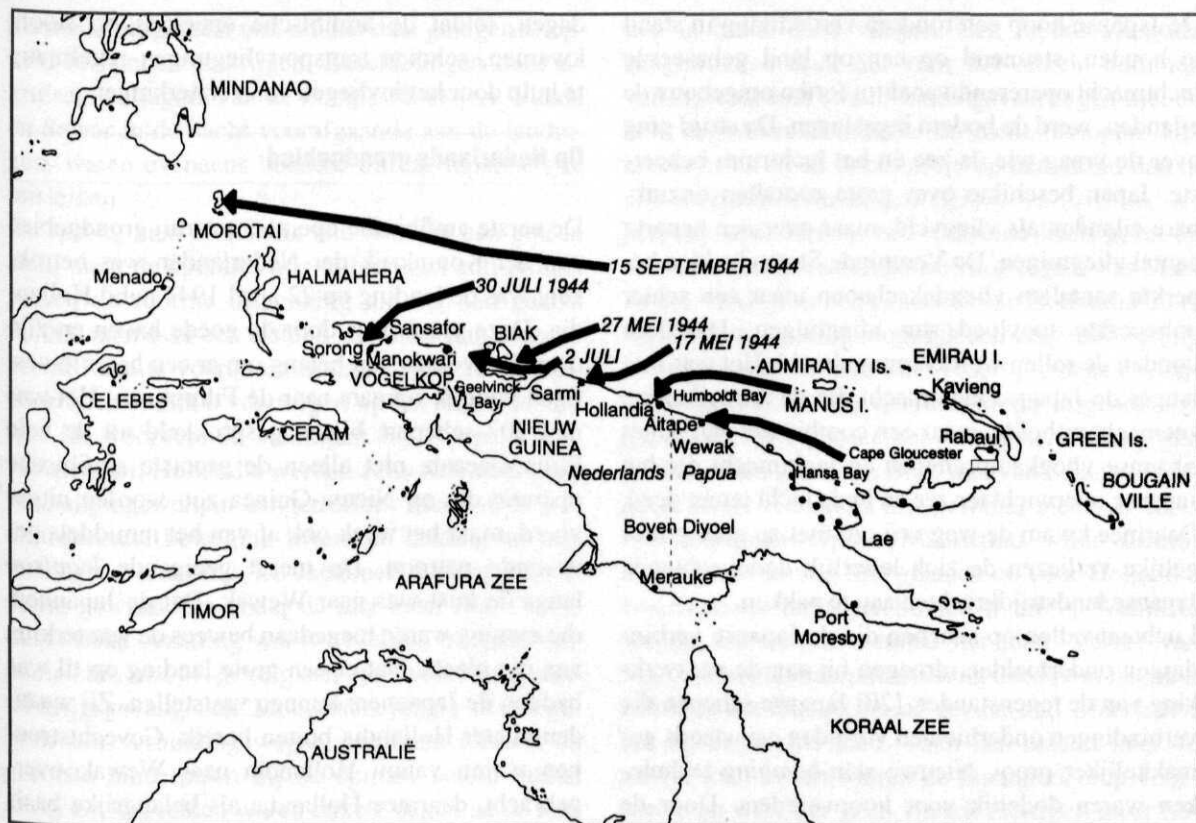 MINDANAO
MOROTAI
15 SEPTEMBER 1944
Menado
HALMAHERA
30 JULI 1944
Sansafor
BIAK
27 MEI 1944
Sprong
Manokwari
2 JULI
17 MEI 1944
ADMIRALTY Is.
EMIRAU I.
VOGELKOP
Geelvinck
Bay
Sarmi
Humboldt Bay
MANUS I.
Kavieng
CELEBES
CERAM
Hollandia
Aitape
NIEUW
GUINEA
Wewak
Cape Gloucester
Rabaul
GREEN Is.
Nederlands
Papua
Hansa Bay
BOUGAIN
VILLE
Boven Diyoel
Lae
ARAFURA ZEE
Merauke
TIMOR
Port
Moresby
AUSTRALIË
KORAAL ZEE